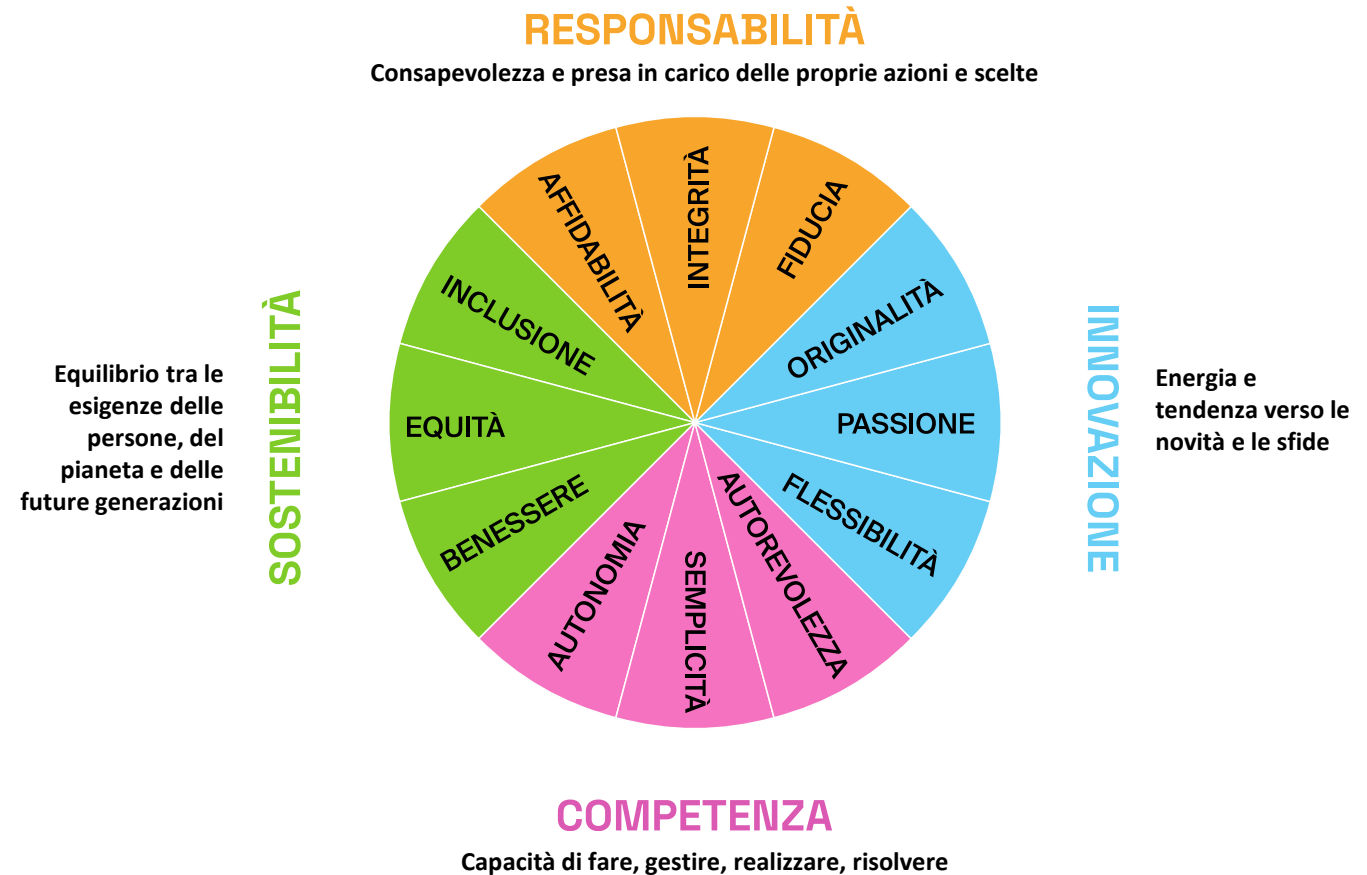 RESPONSABILITÀ
Consapevolezza e presa in carico delle proprie azioni e scelte
AFFIDABILITÀ
INTEGRITÀ
FIDUCIA
ORIGINALITÀ
PASSIONE
FLESSIBILITÀ
AUTOREVOLEZZA
SEMPLICITÀ
AUTONOMIA
BENESSERE
EQUITÀ
INCLUSIONE
SOSTENIBILITÀ
Equilibrio tra le
esigenze delle
persone, del
pianeta e delle
future generazioni
INNOVAZIONE
Energia e
tendenza verso le
novità e le sfide
COMPETENZA
Capacità di fare, gestire, realizzare, risolvere